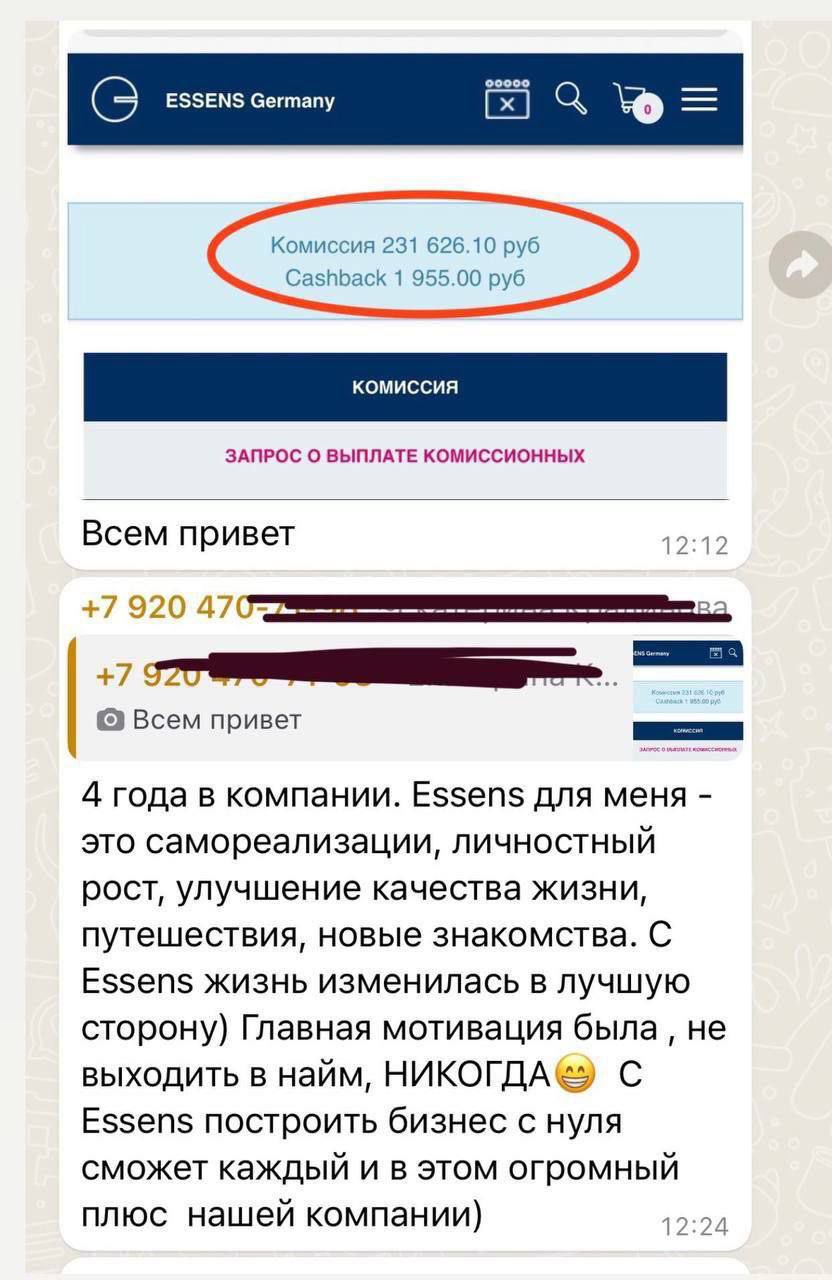 ESSENS Germany
0
Комиссия 231 626.10 руб
Cashback 1 955.00 руб
КОМИССИЯ
ЗАПРОС О ВЫПЛАТЕ КОМИССИОННЫХ
Всем привет
12:12
+7 920 470-
+7 920
Всем привет
ENS Germany
Комиссия 231 626.10 руб
Cashback 1 955.00 руб
КОМИССИЯ
ЗАПРОС О ВЫПЛАТЕ КОМИССИОННЫХ
4 года в компании. Essens для меня -
это самореализации, личностный
рост, улучшение качества жизни,
путешествия, новые знакомства. С
Essens жизнь изменилась в лучшую
сторону) Главная мотивация была , не
выходить в найм, НИКОГДА😁 С
Essens построить бизнес с нуля
сможет каждый и в этом огромный
плюс нашей компании)
12:24